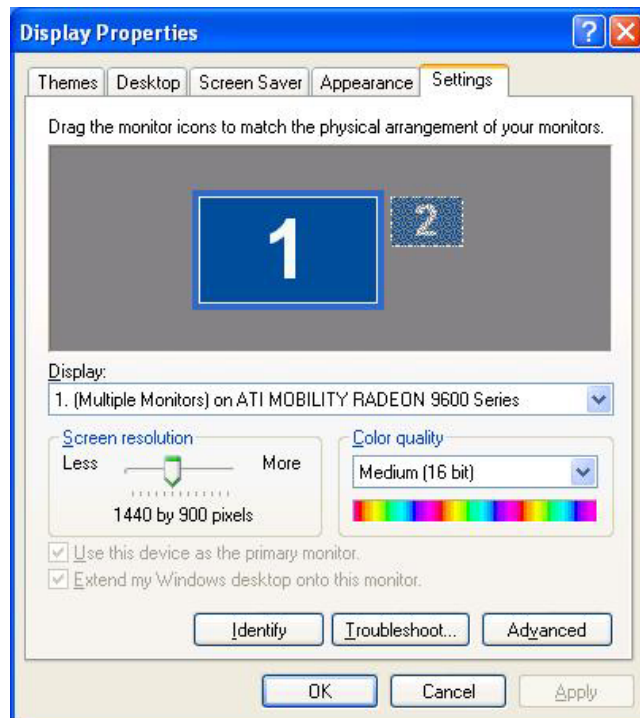 Display Properties
Themes Desktop Screen Saver Appearance Settings
Drag the monitor icons to match the physical arrangement of your monitors.
1 2
Display:
1. (Multiple Monitors) on ATI MOBILITY RADEON 9600 Series
Screen resolution Color quality
Less More Medium (16 bit)
1440 by 900 pixels
Use this device as the primary monitor.
Extend my Windows desktop onto this monitor.
Identify Troubleshoot... Advanced
OK Cancel Apply